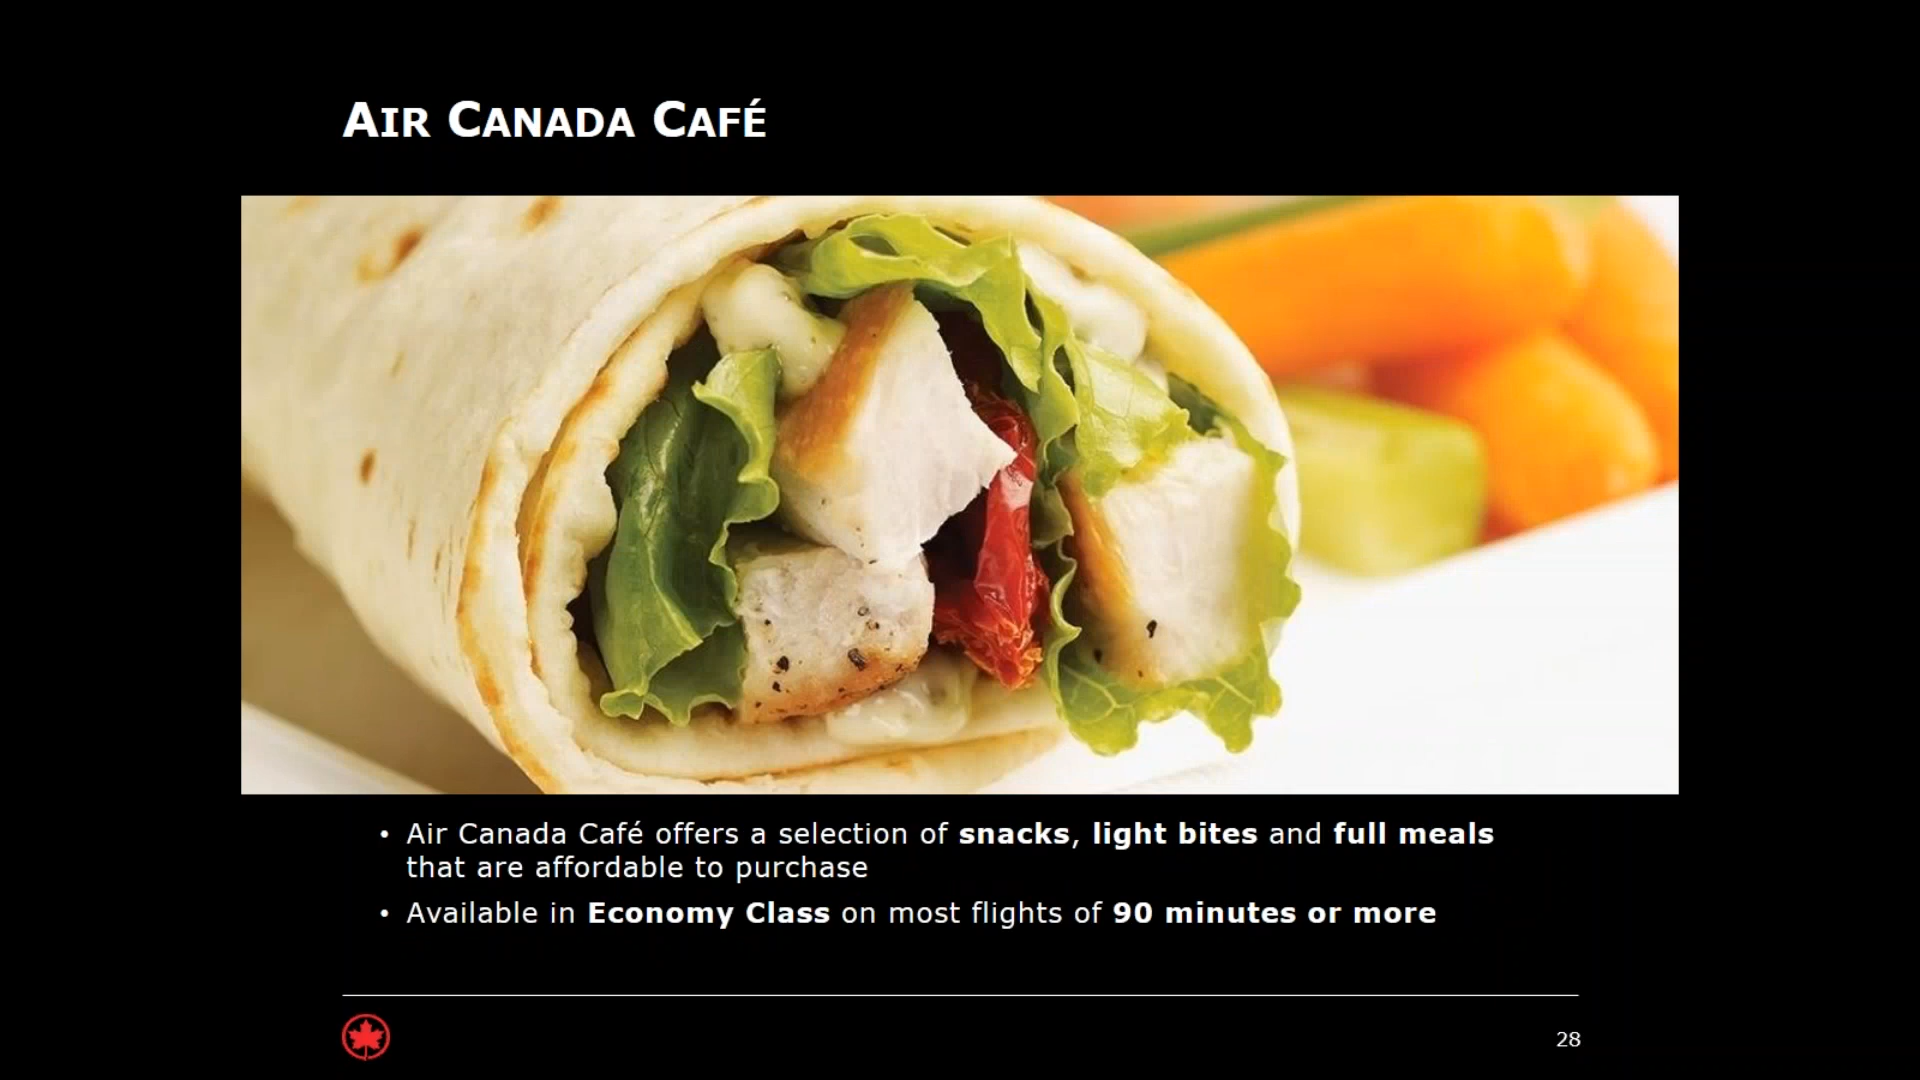 AIR CANADA CAFÉ
• Air Canada Café offers a selection of snacks, light bites and full meals
that are affordable to purchase
• Available in Economy Class on most flights of 90 minutes or more
28